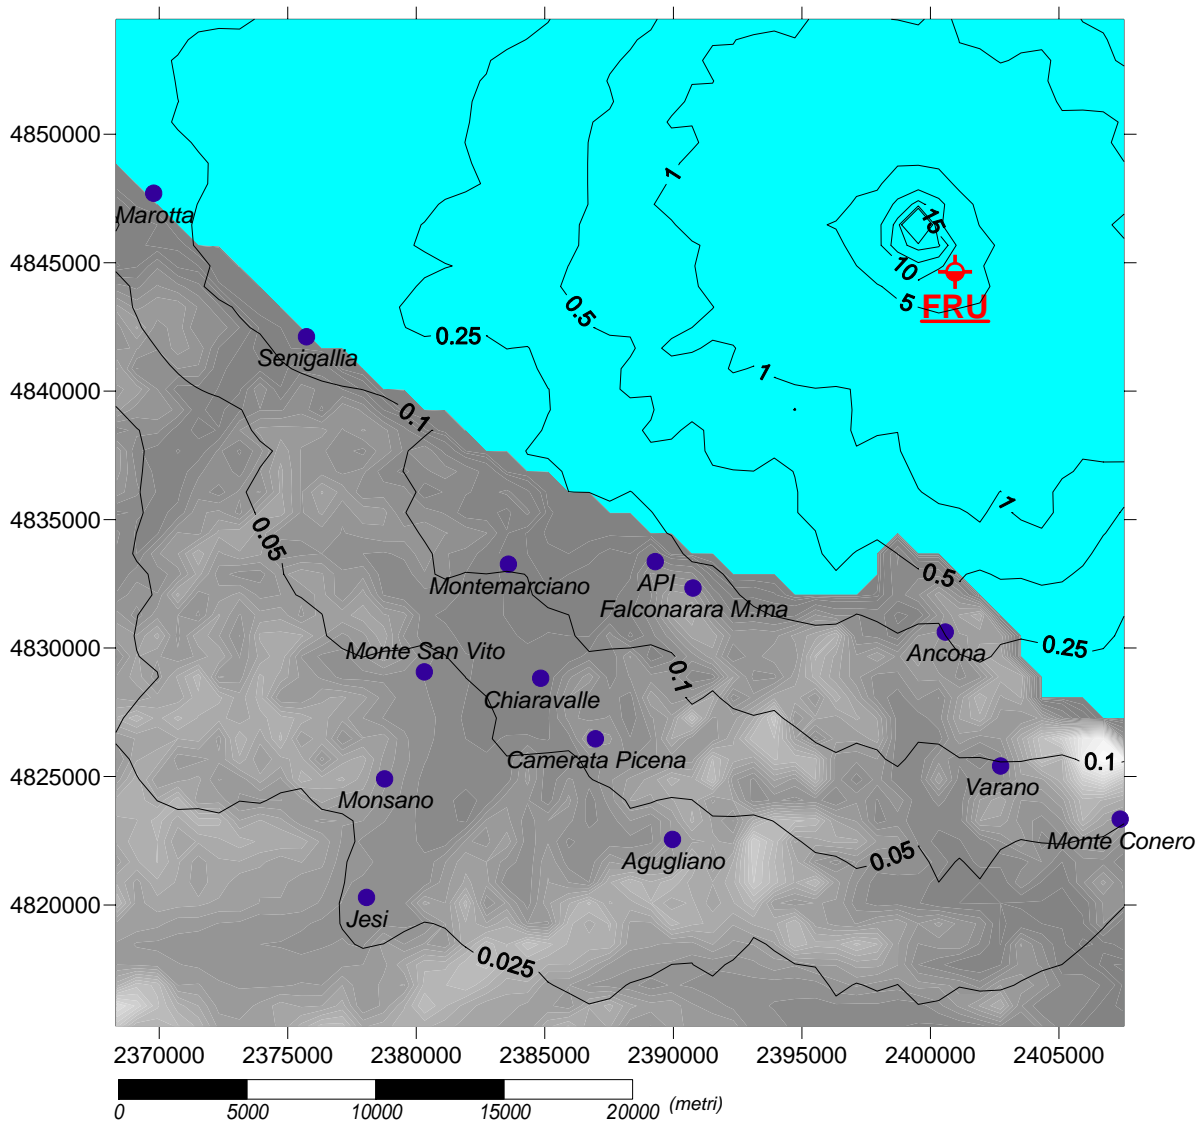 4850000
4845000
4840000
4835000
4830000
4825000
4820000
1
15
10
5
FRU
0.5
0.25
1
Marotta
Senigallia
0.1
1
0.05
0.5
Montemarciano
API
Falconarara M.ma
Ancona
0.25
Monte San Vito
0.1
Chiaravalle
Camerata Picena
0.1
Varano
Monsano
Monte Conero
0.05
Agugliano
Jesi
0.025
2370000 2375000 2380000 2385000 2390000 2395000 2400000 2405000
0 5000 10000 15000 20000 (metri)